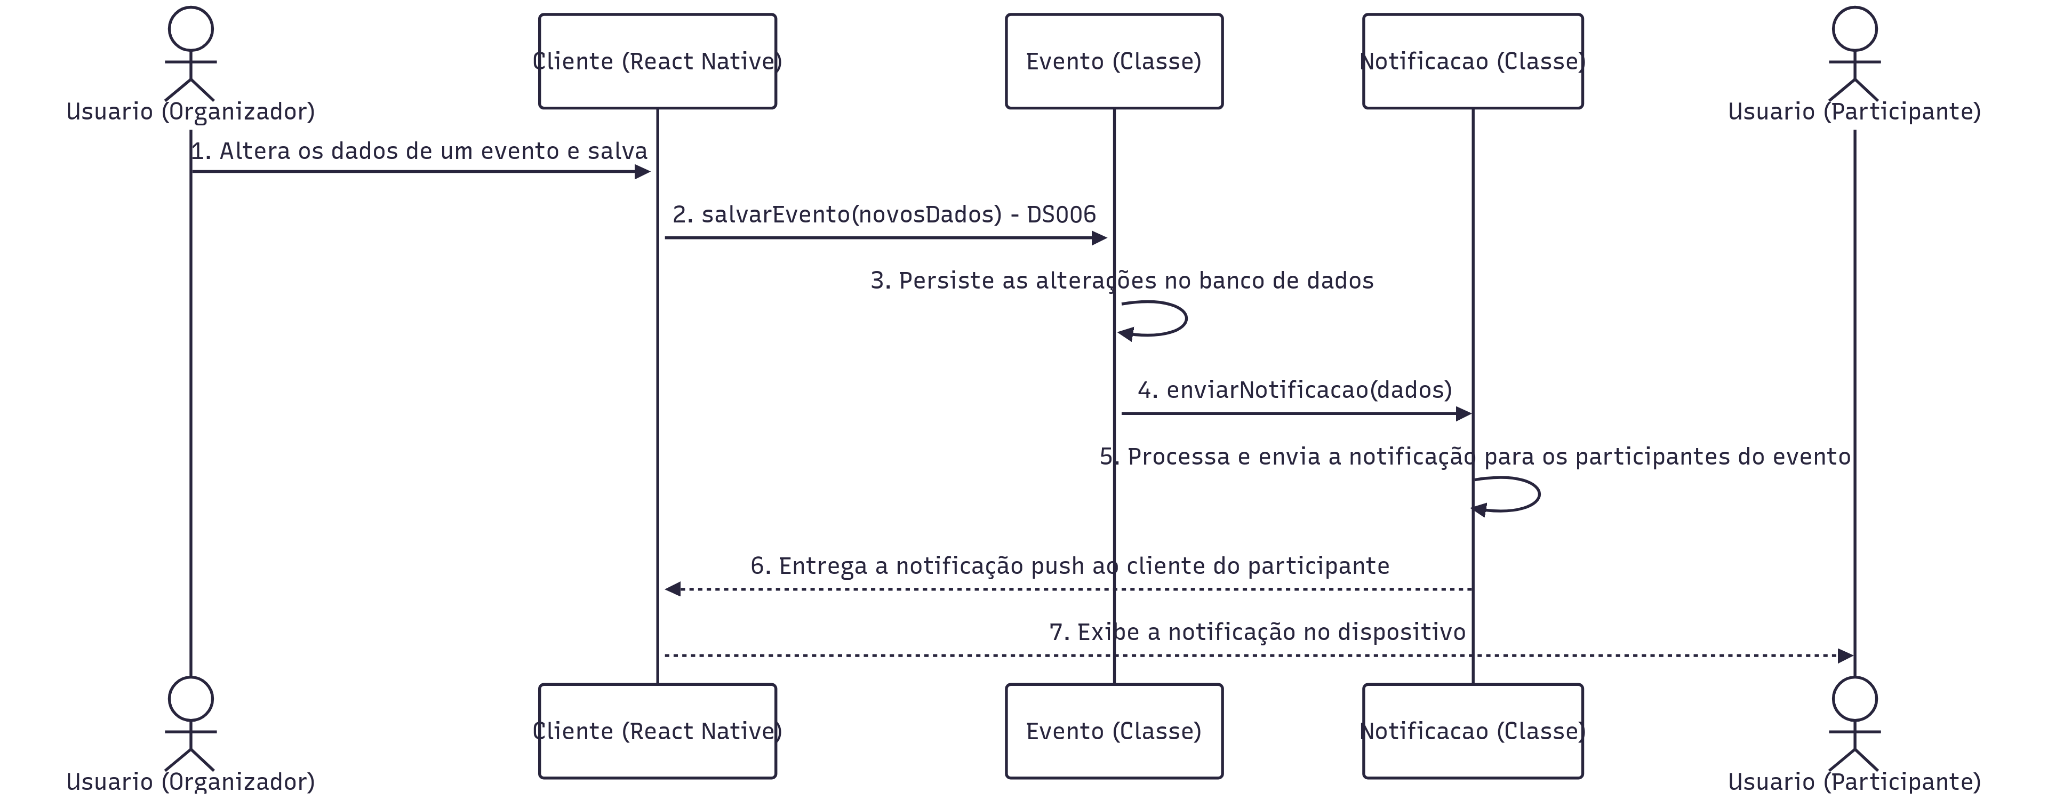 Usuario (Organizador)
Cliente (React Native)
Evento (Classe)
Notificacao (Classe)
Usuario (Participante)
1. Altera os dados de um evento e salva
2. salvarEvento(novosDados) - DS006
3. Persiste as alterações no banco de dados
4. enviarNotificacao(dados)
5. Processa e envia a notificação para os participantes do evento
6. Entrega a notificação push ao cliente do participante
7. Exibe a notificação no dispositivo
Usuario (Organizador)
Cliente (React Native)
Evento (Classe)
Notificacao (Classe)
Usuario (Participante)